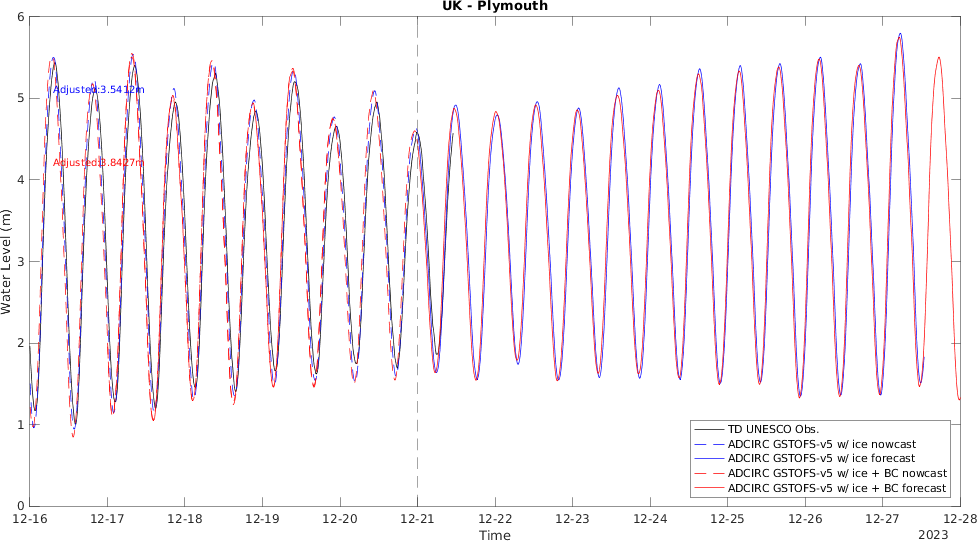 UK - Plymouth
6
5
4
3
2
1
0
Water Level (m)
Adjusted:3.5412m
Adjusted:3.8427m
TD UNESCO Obs.
ADCIRC GSTOFS-v5 w/ ice nowcast
ADCIRC GSTOFS-v5 w/ ice forecast
ADCIRC GSTOFS-v5 w/ ice + BC nowcast
ADCIRC GSTOFS-v5 w/ ice + BC forecast
12-16 12-17 12-18 12-19 12-20 12-21 12-22 12-23 12-24 12-25 12-26 12-27 12-28
Time
2023